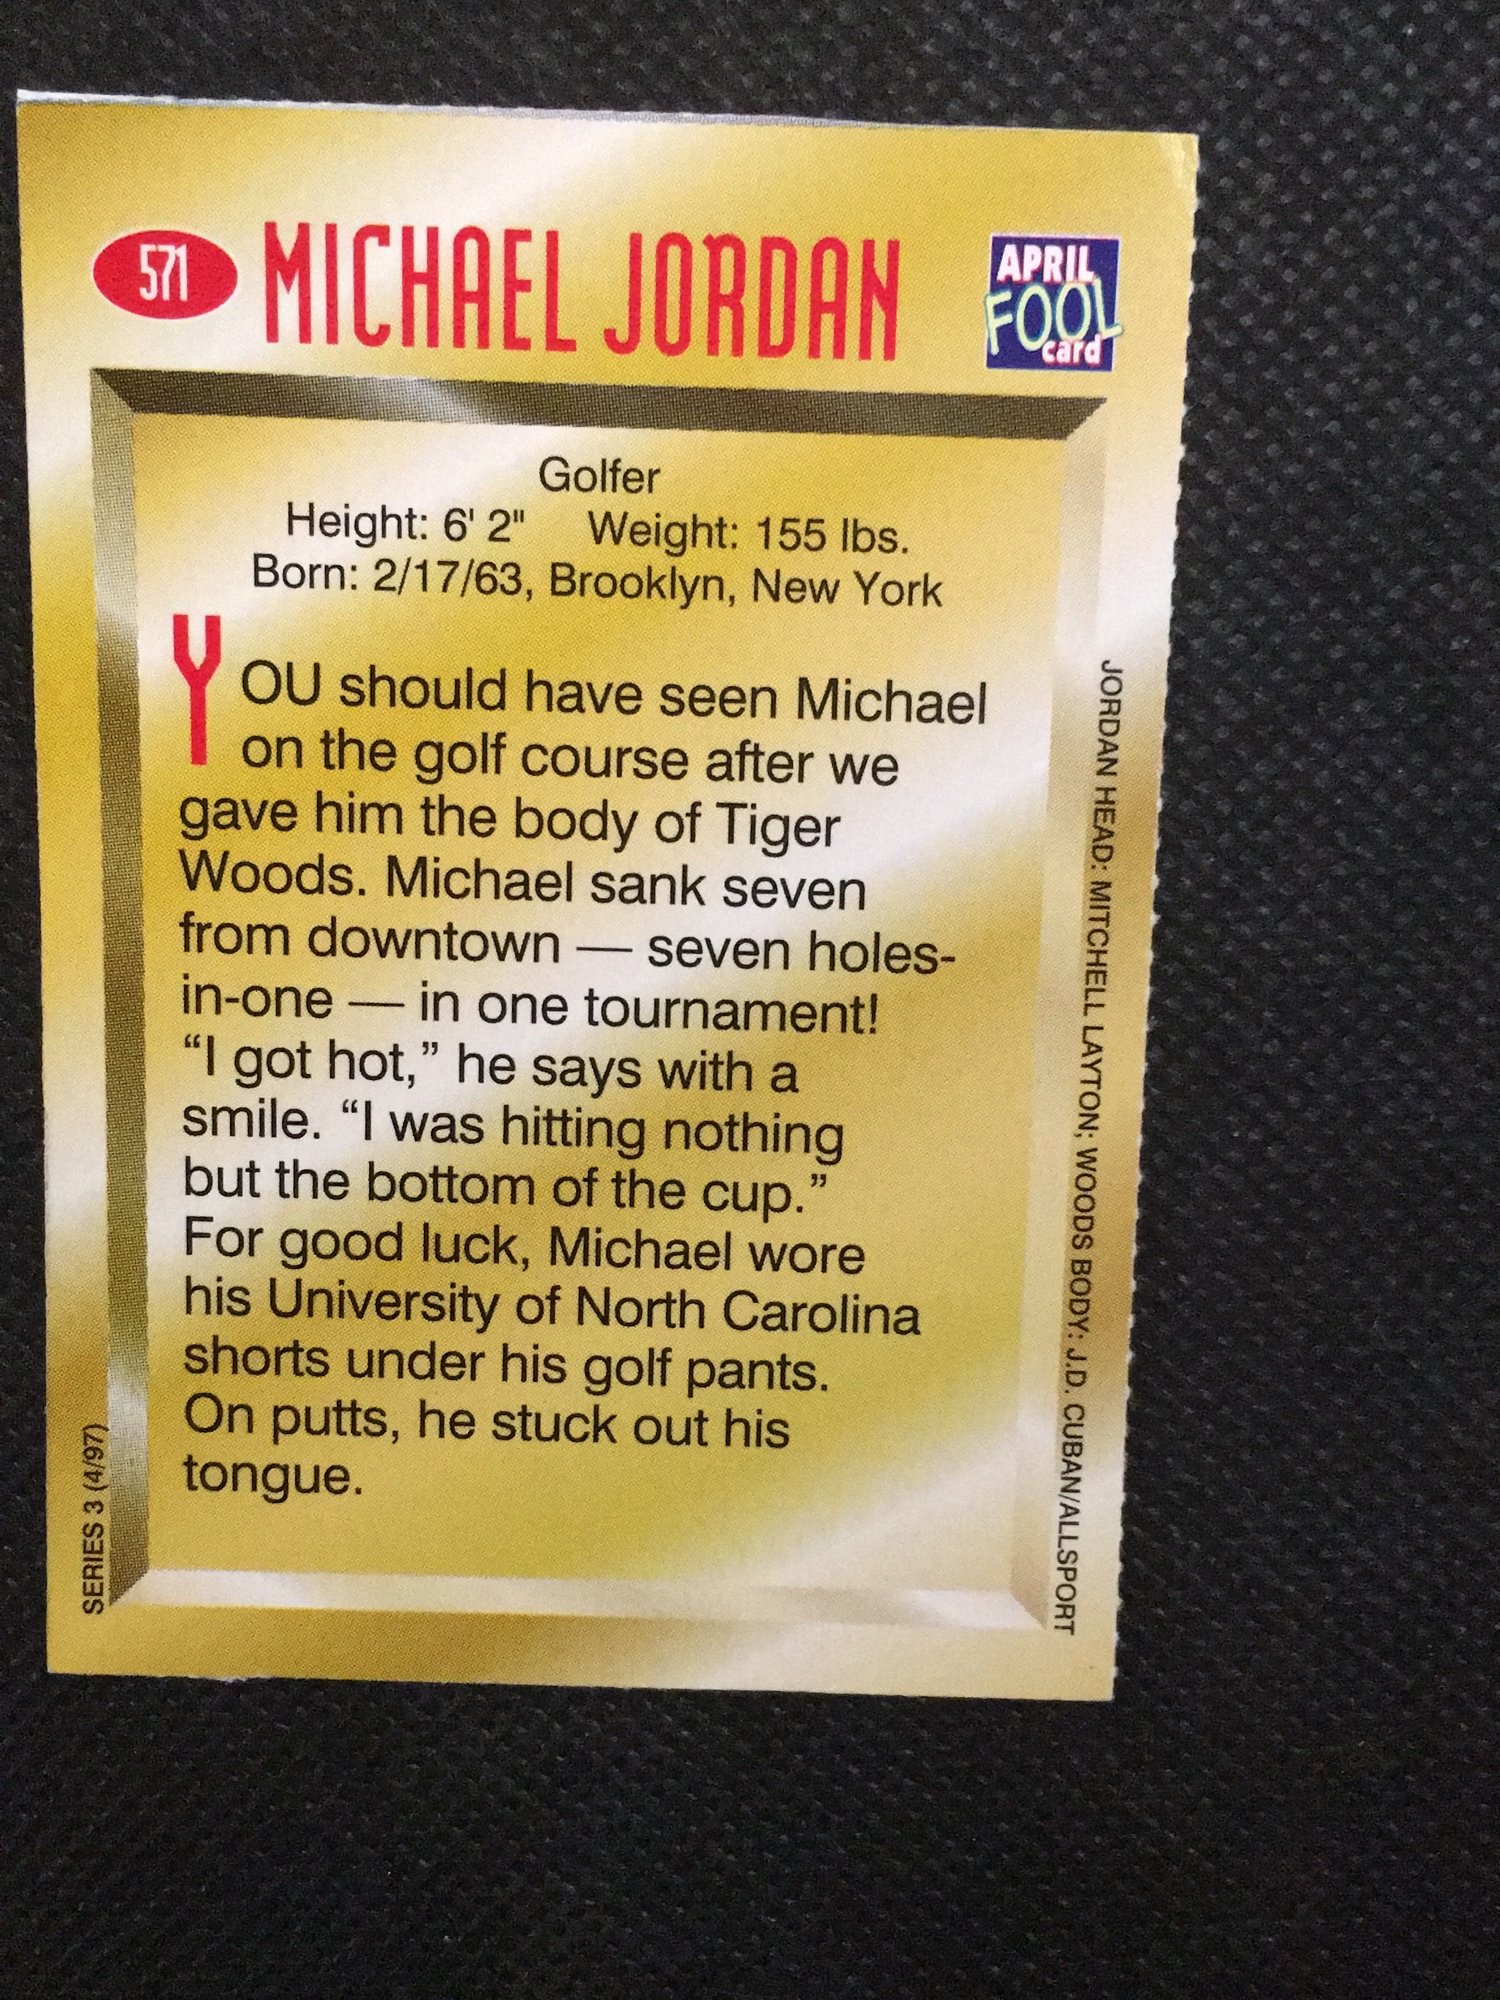 571 MICHAEL JORDAN
APRIL
FOOL
card
Golfer
Height: 6' 2" Weight: 155 lbs.
Born: 2/17/63, Brooklyn, New York
YOU should have seen Michael
on the golf course after we
gave him the body of Tiger
Woods. Michael sank seven
from downtown — seven holes-
in-one — in one tournament!
“I got hot,” he says with a
smile. “I was hitting nothing
but the bottom of the cup.”
For good luck, Michael wore
his University of North Carolina
shorts under his golf pants.
On putts, he stuck out his
tongue.
SERIES 3 (4/97)
JORDAN HEAD: MITCHELL LAYTON; WOODS BODY: J.D. CUBAN/ALLSPORT